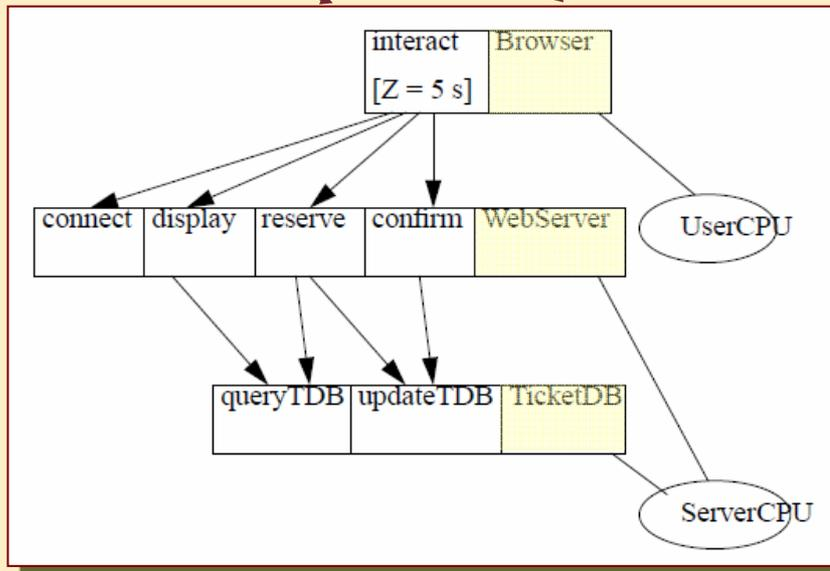 interact Browser
[Z = 5 s]
connect display reserve confirm WebServer UserCPU
queryTDB updateTDB TicketDB
ServerCPU